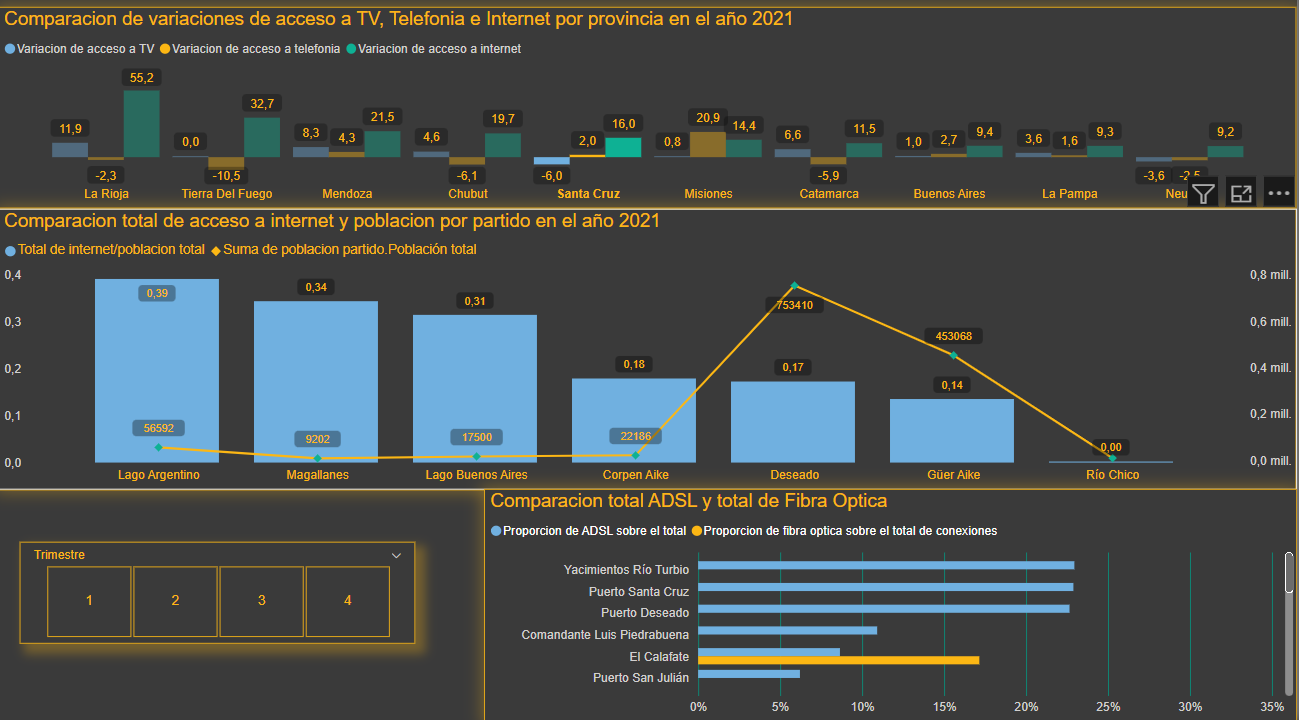 Comparacion de variaciones de acceso a TV, Telefonia e Internet por provincia en el año 2021
Variacion de acceso a TV Variacion de acceso a telefonia Variacion de acceso a internet
11,9 -2,3 55,2
0,0 -10,5 32,7
8,3 4,3 21,5
4,6 -6,1 19,7
-6,0 2,0 16,0
0,8 20,9 14,4
6,6 -5,9 11,5
1,0 2,7 9,4
3,6 1,6 9,3
-3,6 -2,5 9,2
La Rioja Tierra Del Fuego Mendoza Chubut Santa Cruz Misiones Catamarca Buenos Aires La Pampa Neu
Comparacion total de acceso a internet y poblacion por partido en el año 2021
Total de internet/poblacion total Suma de poblacion partido.Población total
0,4 0,8 mill.
0,3 0,6 mill.
0,2 0,4 mill.
0,1 0,2 mill.
0,0 0,0 mill.
0,39 0,34 0,31 0,18 0,17 0,14 0,00
56592 9202 17500 22186 753410 453068
Lago Argentino Magallanes Lago Buenos Aires Corpen Aike Deseado Güer Aike Río Chico
Trimestre
1 2 3 4
Comparacion total ADSL y total de Fibra Optica
Proporcion de ADSL sobre el total Proporcion de fibra optica sobre el total de conexiones
Yacimientos Río Turbio
Puerto Santa Cruz
Puerto Deseado
Comandante Luis Piedrabuena
El Calafate
Puerto San Julián
0% 5% 10% 15% 20% 25% 30% 35%